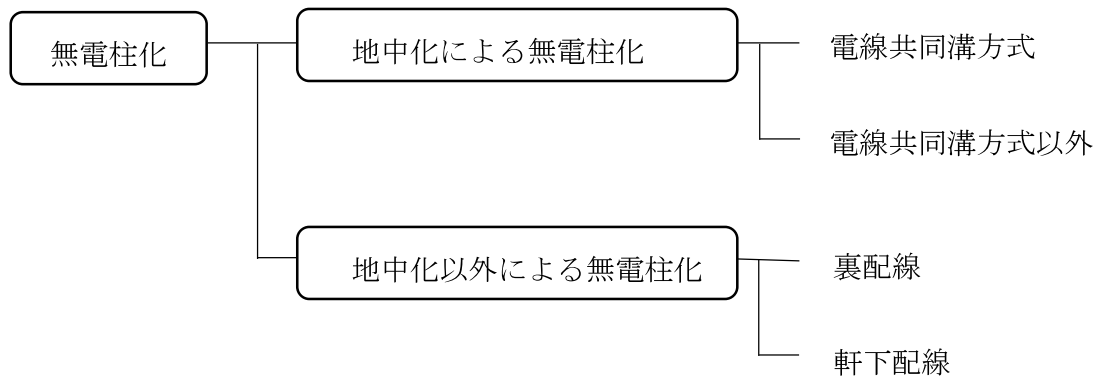 無電柱化
地中化による無電柱化
電線共同溝方式
電線共同溝方式以外
地中化以外による無電柱化
裏配線
軒下配線